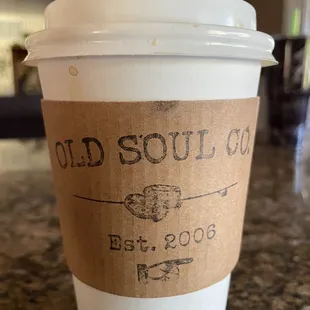 OLD SOUL CO.
Est. 2006